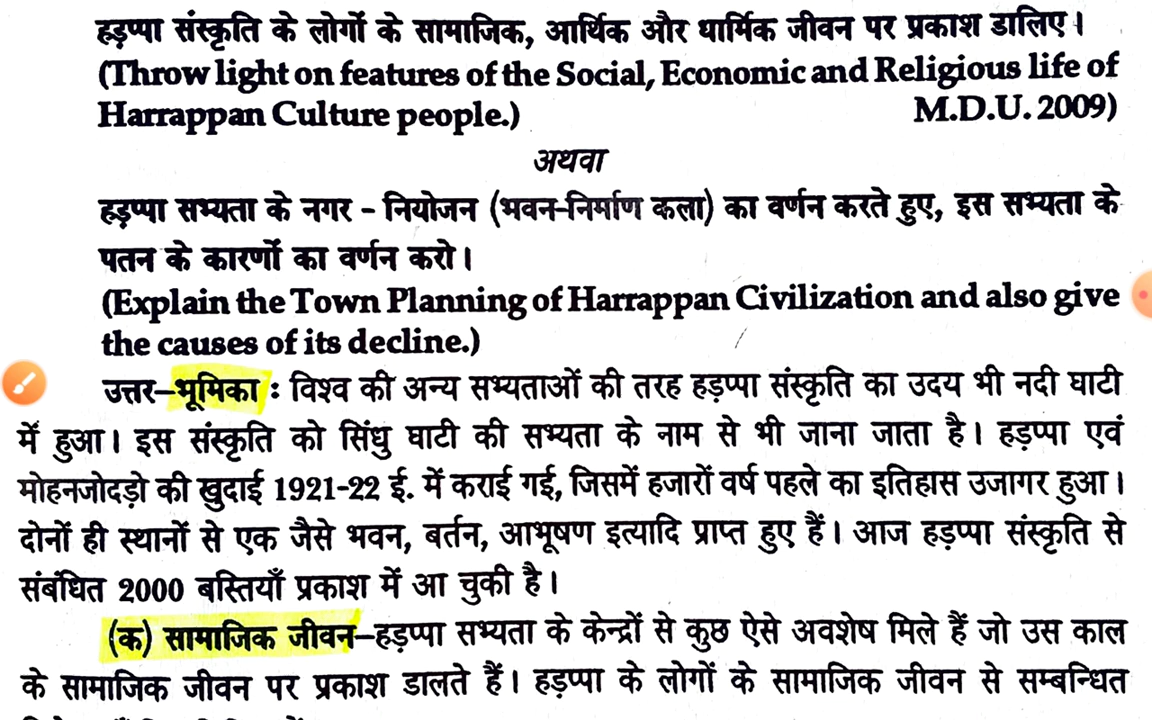 हड़प्पा संस्कृति के लोगों के सामाजिक, आर्थिक और धार्मिक जीवन पर प्रकाश डालिए।
(Throw light on features of the Social, Economic and Religious life of
Harrappan Culture people.) M.D.U. 2009)
अथवा
हड़प्पा सभ्यता के नगर - नियोजन (भवन-निर्माण कला) का वर्णन करते हुए, इस सभ्यता के
पतन के कारणों का वर्णन करो।
(Explain the Town Planning of Harrappan Civilization and also give
the causes of its decline.)
उत्तर–भूमिका : विश्व की अन्य सभ्यताओं की तरह हड़प्पा संस्कृति का उदय भी नदी घाटी
में हुआ। इस संस्कृति को सिंधु घाटी की सभ्यता के नाम से भी जाना जाता है। हड़प्पा एवं
मोहनजोदड़ो की खुदाई 1921-22 ई. में कराई गई, जिसमें हजारों वर्ष पहले का इतिहास उजागर हुआ।
दोनों ही स्थानों से एक जैसे भवन, बर्तन, आभूषण इत्यादि प्राप्त हुए हैं। आज हड़प्पा संस्कृति से
संबंधित 2000 बस्तियाँ प्रकाश में आ चुकी है।
(क) सामाजिक जीवन–हड़प्पा सभ्यता के केन्द्रों से कुछ ऐसे अवशेष मिले हैं जो उस काल
के सामाजिक जीवन पर प्रकाश डालते हैं। हड़प्पा के लोगों के सामाजिक जीवन से सम्बन्धित